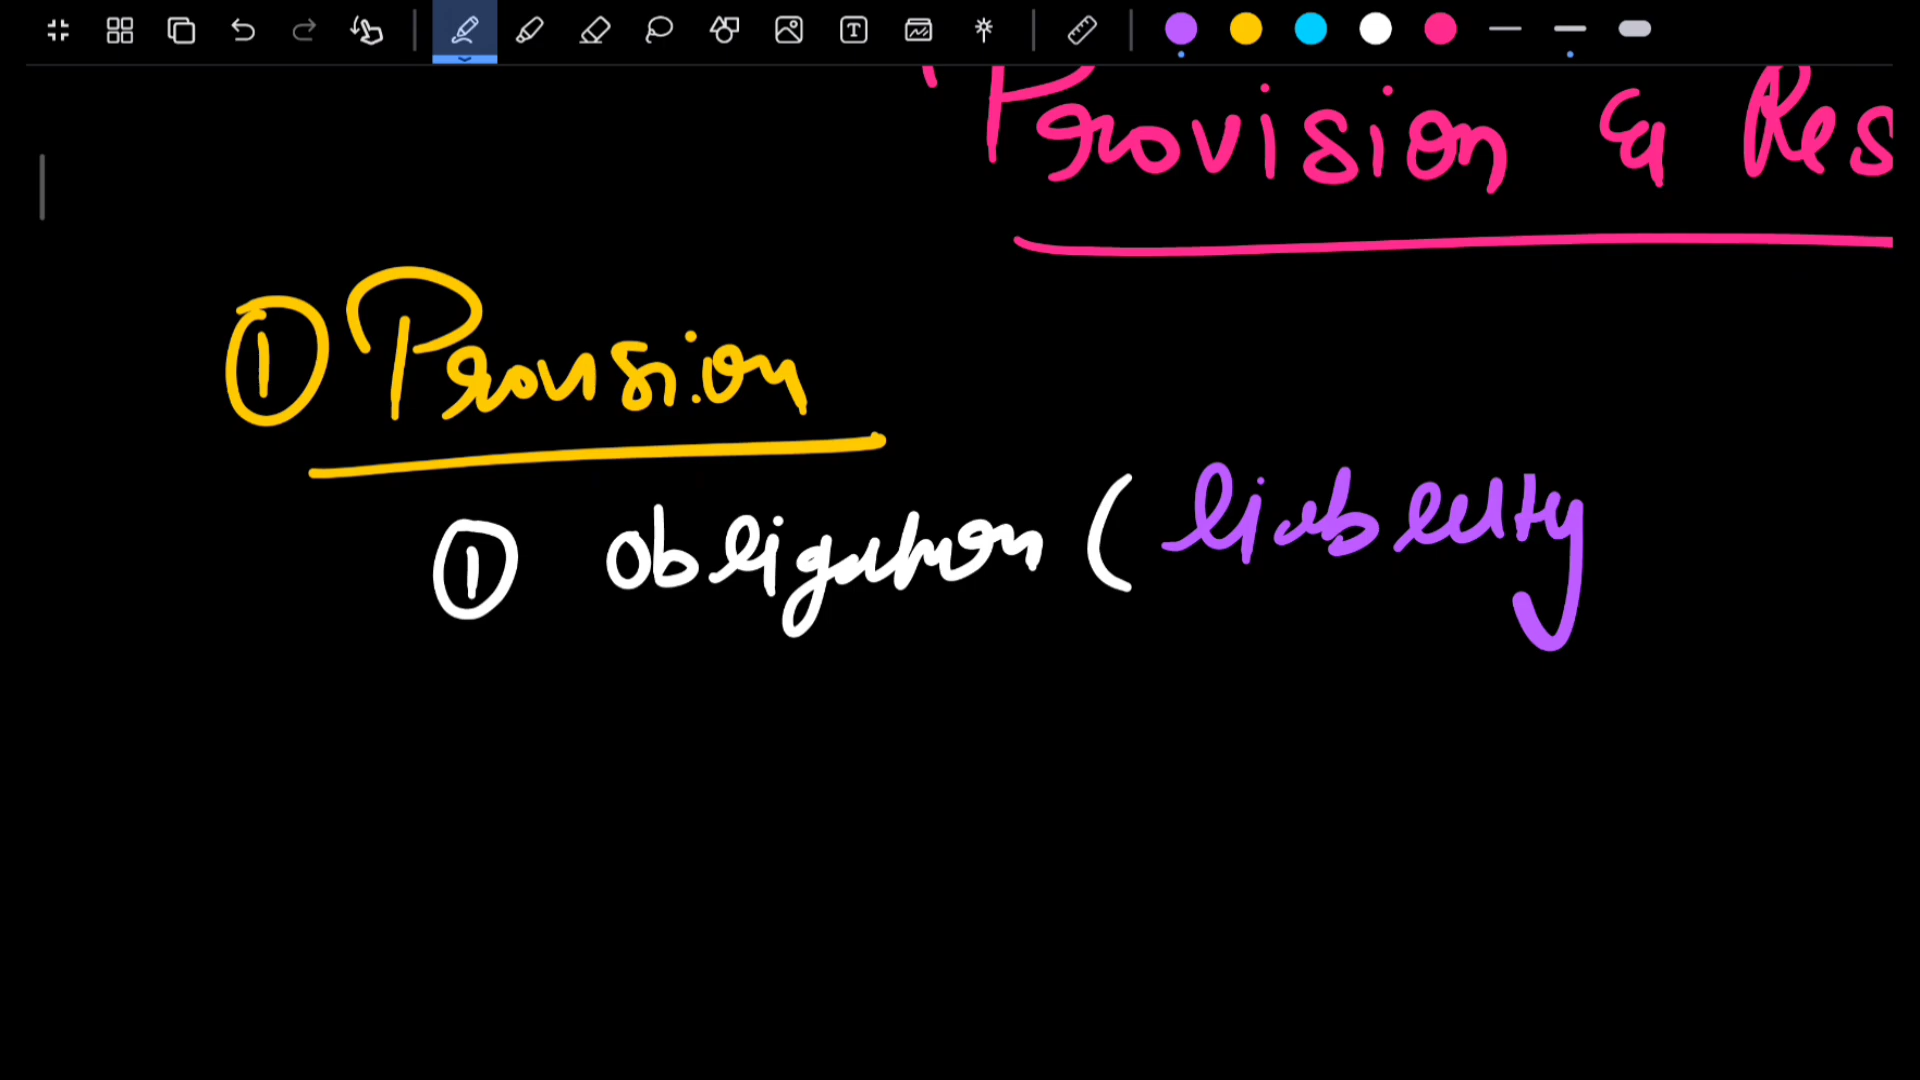 Provision & Res
① Provision
① Obligation ( liability